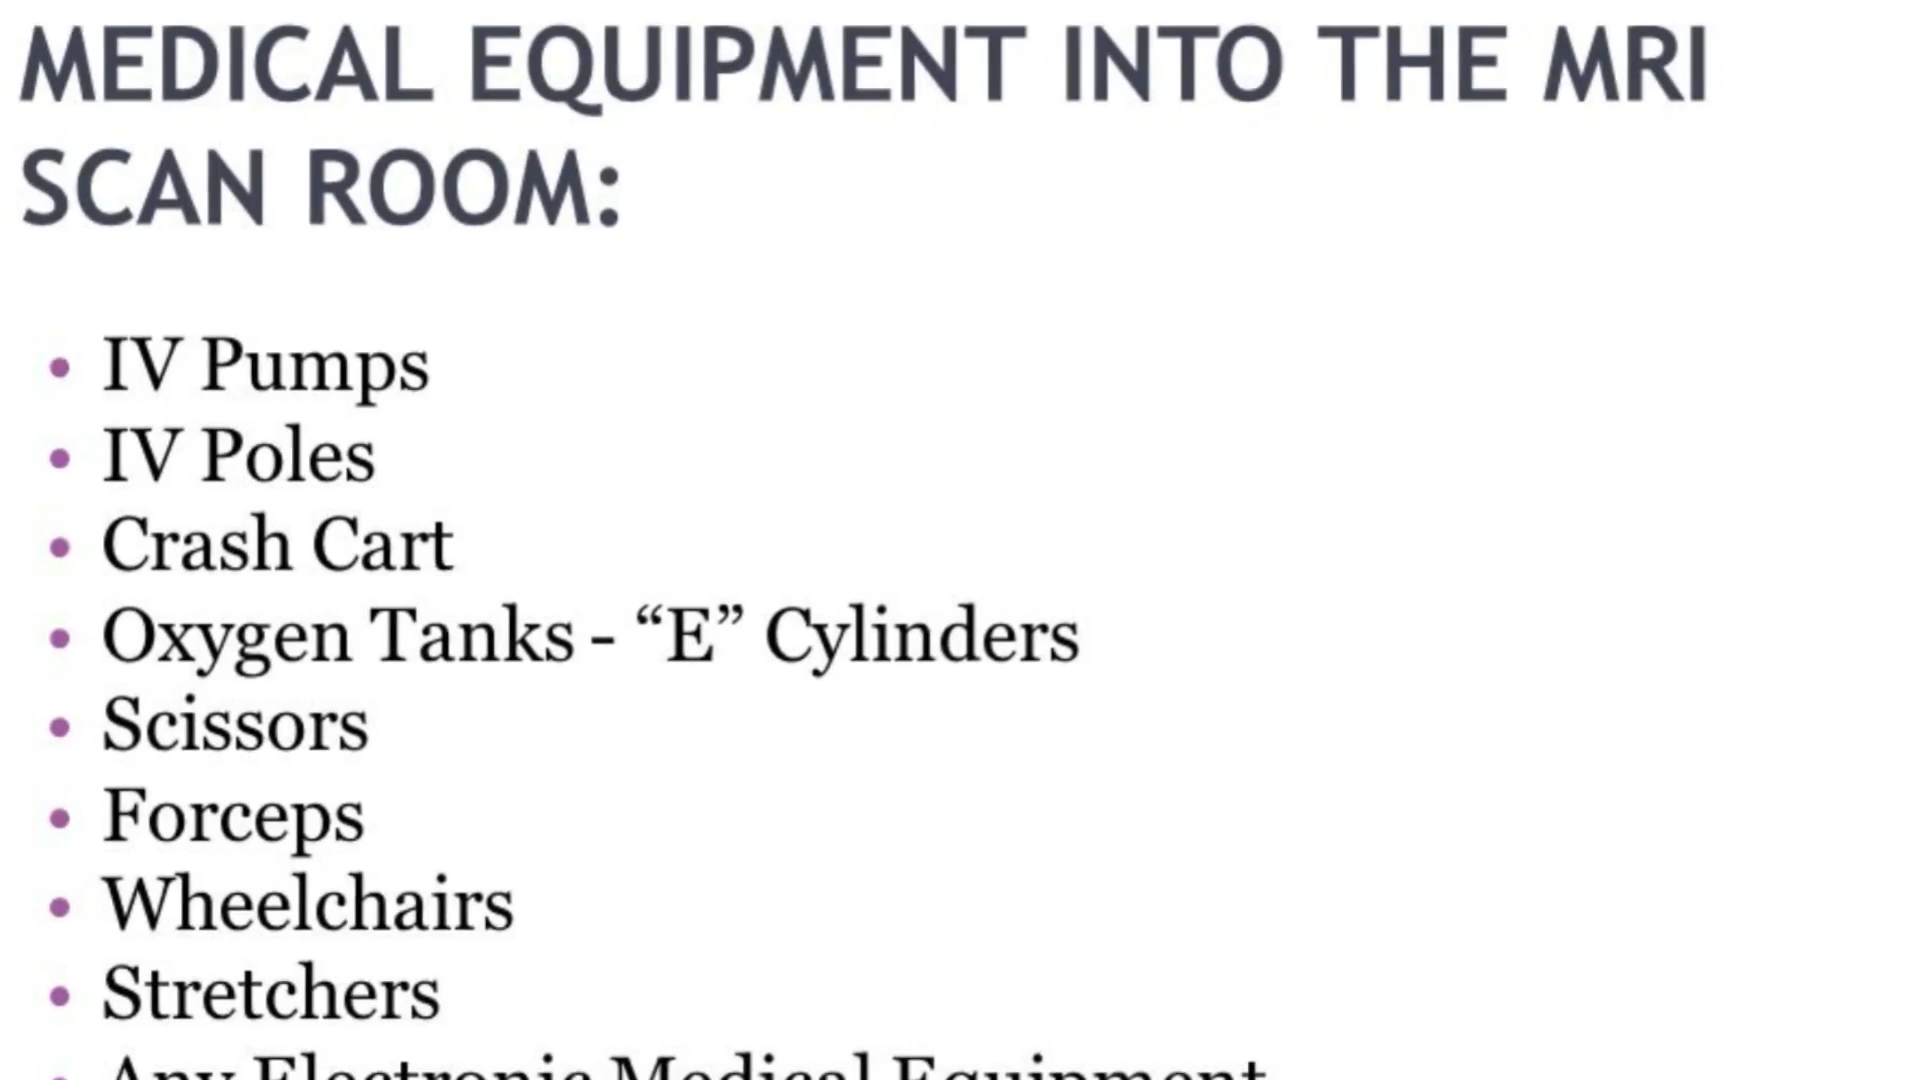 MEDICAL EQUIPMENT INTO THE MRI
SCAN ROOM:
• IV Pumps
• IV Poles
• Crash Cart
• Oxygen Tanks - “E” Cylinders
• Scissors
• Forceps
• Wheelchairs
• Stretchers
• Any Electronic Medical Equipment